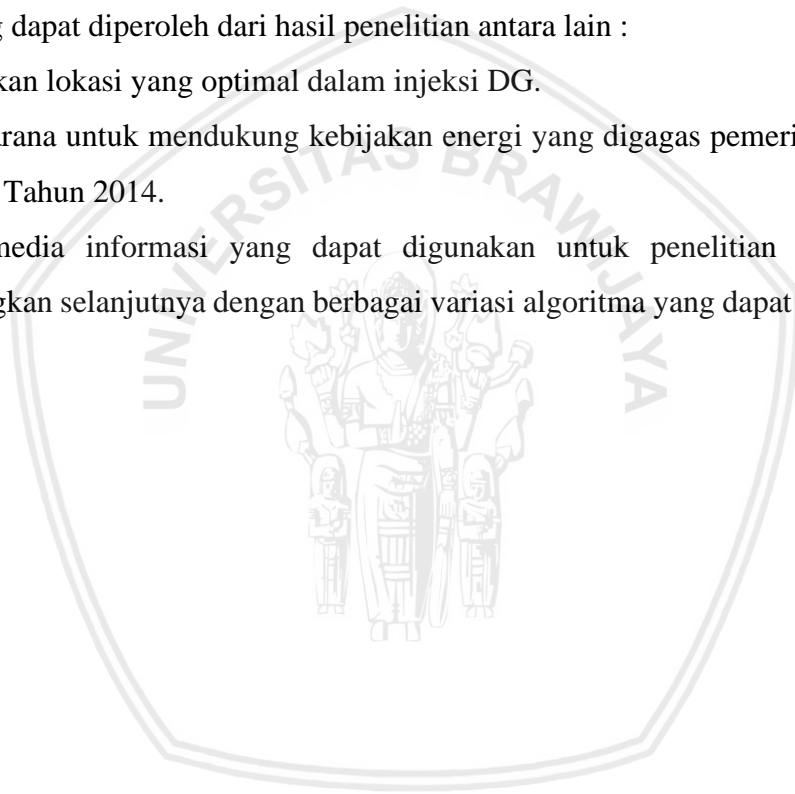 dapat diperoleh dari hasil penelitian antara lain :
kan lokasi yang optimal dalam injeksi DG.
arana untuk mendukung kebijakan energi yang digagas pemeri
Tahun 2014.
media informasi yang dapat digunakan untuk penelitian
gkan selanjutnya dengan berbagai variasi algoritma yang dapat
UNIVERSITAS BRAWIJAYA